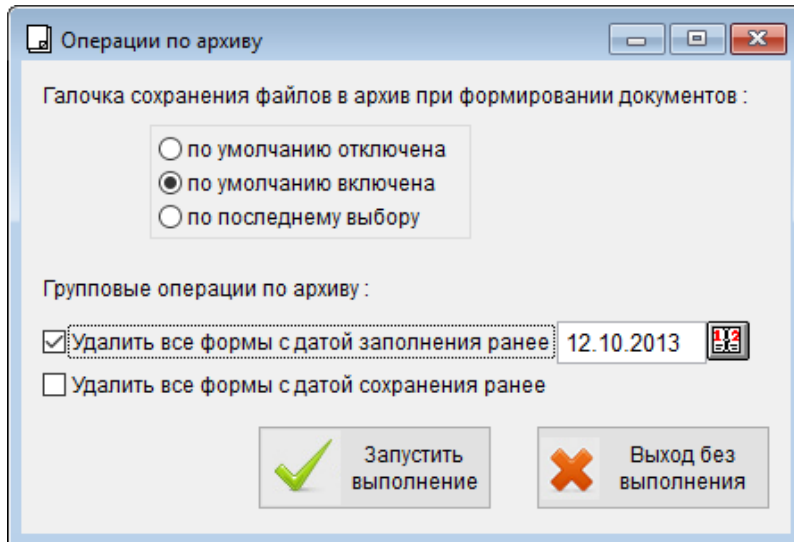 Операции по архиву
Галочка сохранения файлов в архив при формировании документов :
по умолчанию отключена
по умолчанию включена
по последнему выбору
Групповые операции по архиву :
Удалить все формы с датой заполнения ранее 12.10.2013
Удалить все формы с датой сохранения ранее
Запустить
выполнение
Выход без
выполнения